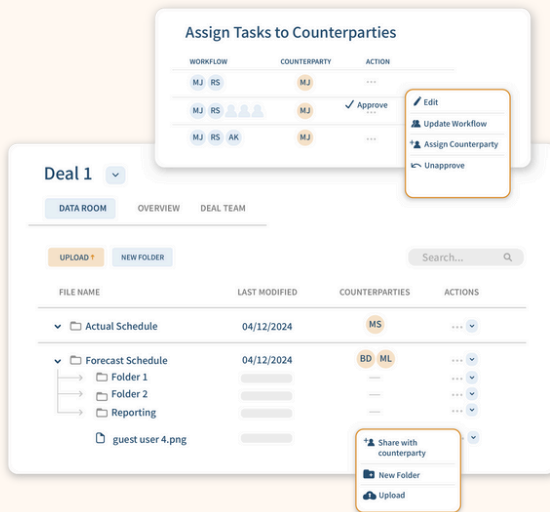 Assign Tasks to Counterparties
WORKFLOW COUNTERPARTY ACTION
MJ RS MJ ...
MJ RS MJ ✓ Approve ...
MJ RS AK MJ ...
Edit
Update Workflow
Assign Counterparty
Unapprove
Deal 1
DATA ROOM OVERVIEW DEAL TEAM
UPLOAD ↑ NEW FOLDER Search...
FILE NAME LAST MODIFIED COUNTERPARTIES ACTIONS
Actual Schedule 04/12/2024 MS ...
Forecast Schedule 04/12/2024 BD ML ...
Folder 1 — ...
Folder 2 — ...
Reporting — ...
guest user 4.png
Share with
counterparty
New Folder
Upload